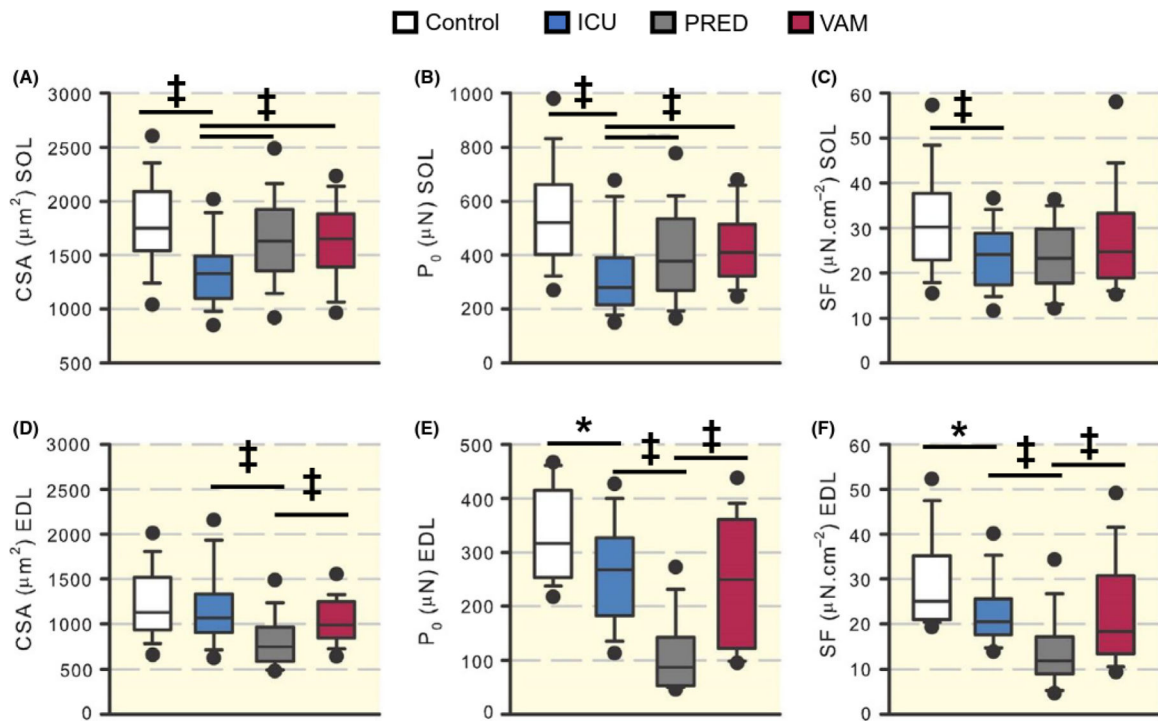 Control ICU PRED VAM
(A)
CSA (μm²) SOL
3000
2500
2000
1500
1000
500
‡ ‡
(B)
P₀ (μN) SOL
1000
800
600
400
200
0
‡ ‡
(C)
SF (μN.cm⁻²) SOL
60
50
40
30
20
10
0
‡
(D)
CSA (μm²) EDL
3000
2500
2000
1500
1000
500
0
‡ ‡
(E)
P₀ (μN) EDL
500
400
300
200
100
0
* ‡ ‡
(F)
SF (μN.cm⁻²) EDL
60
50
40
30
20
10
0
* ‡ ‡